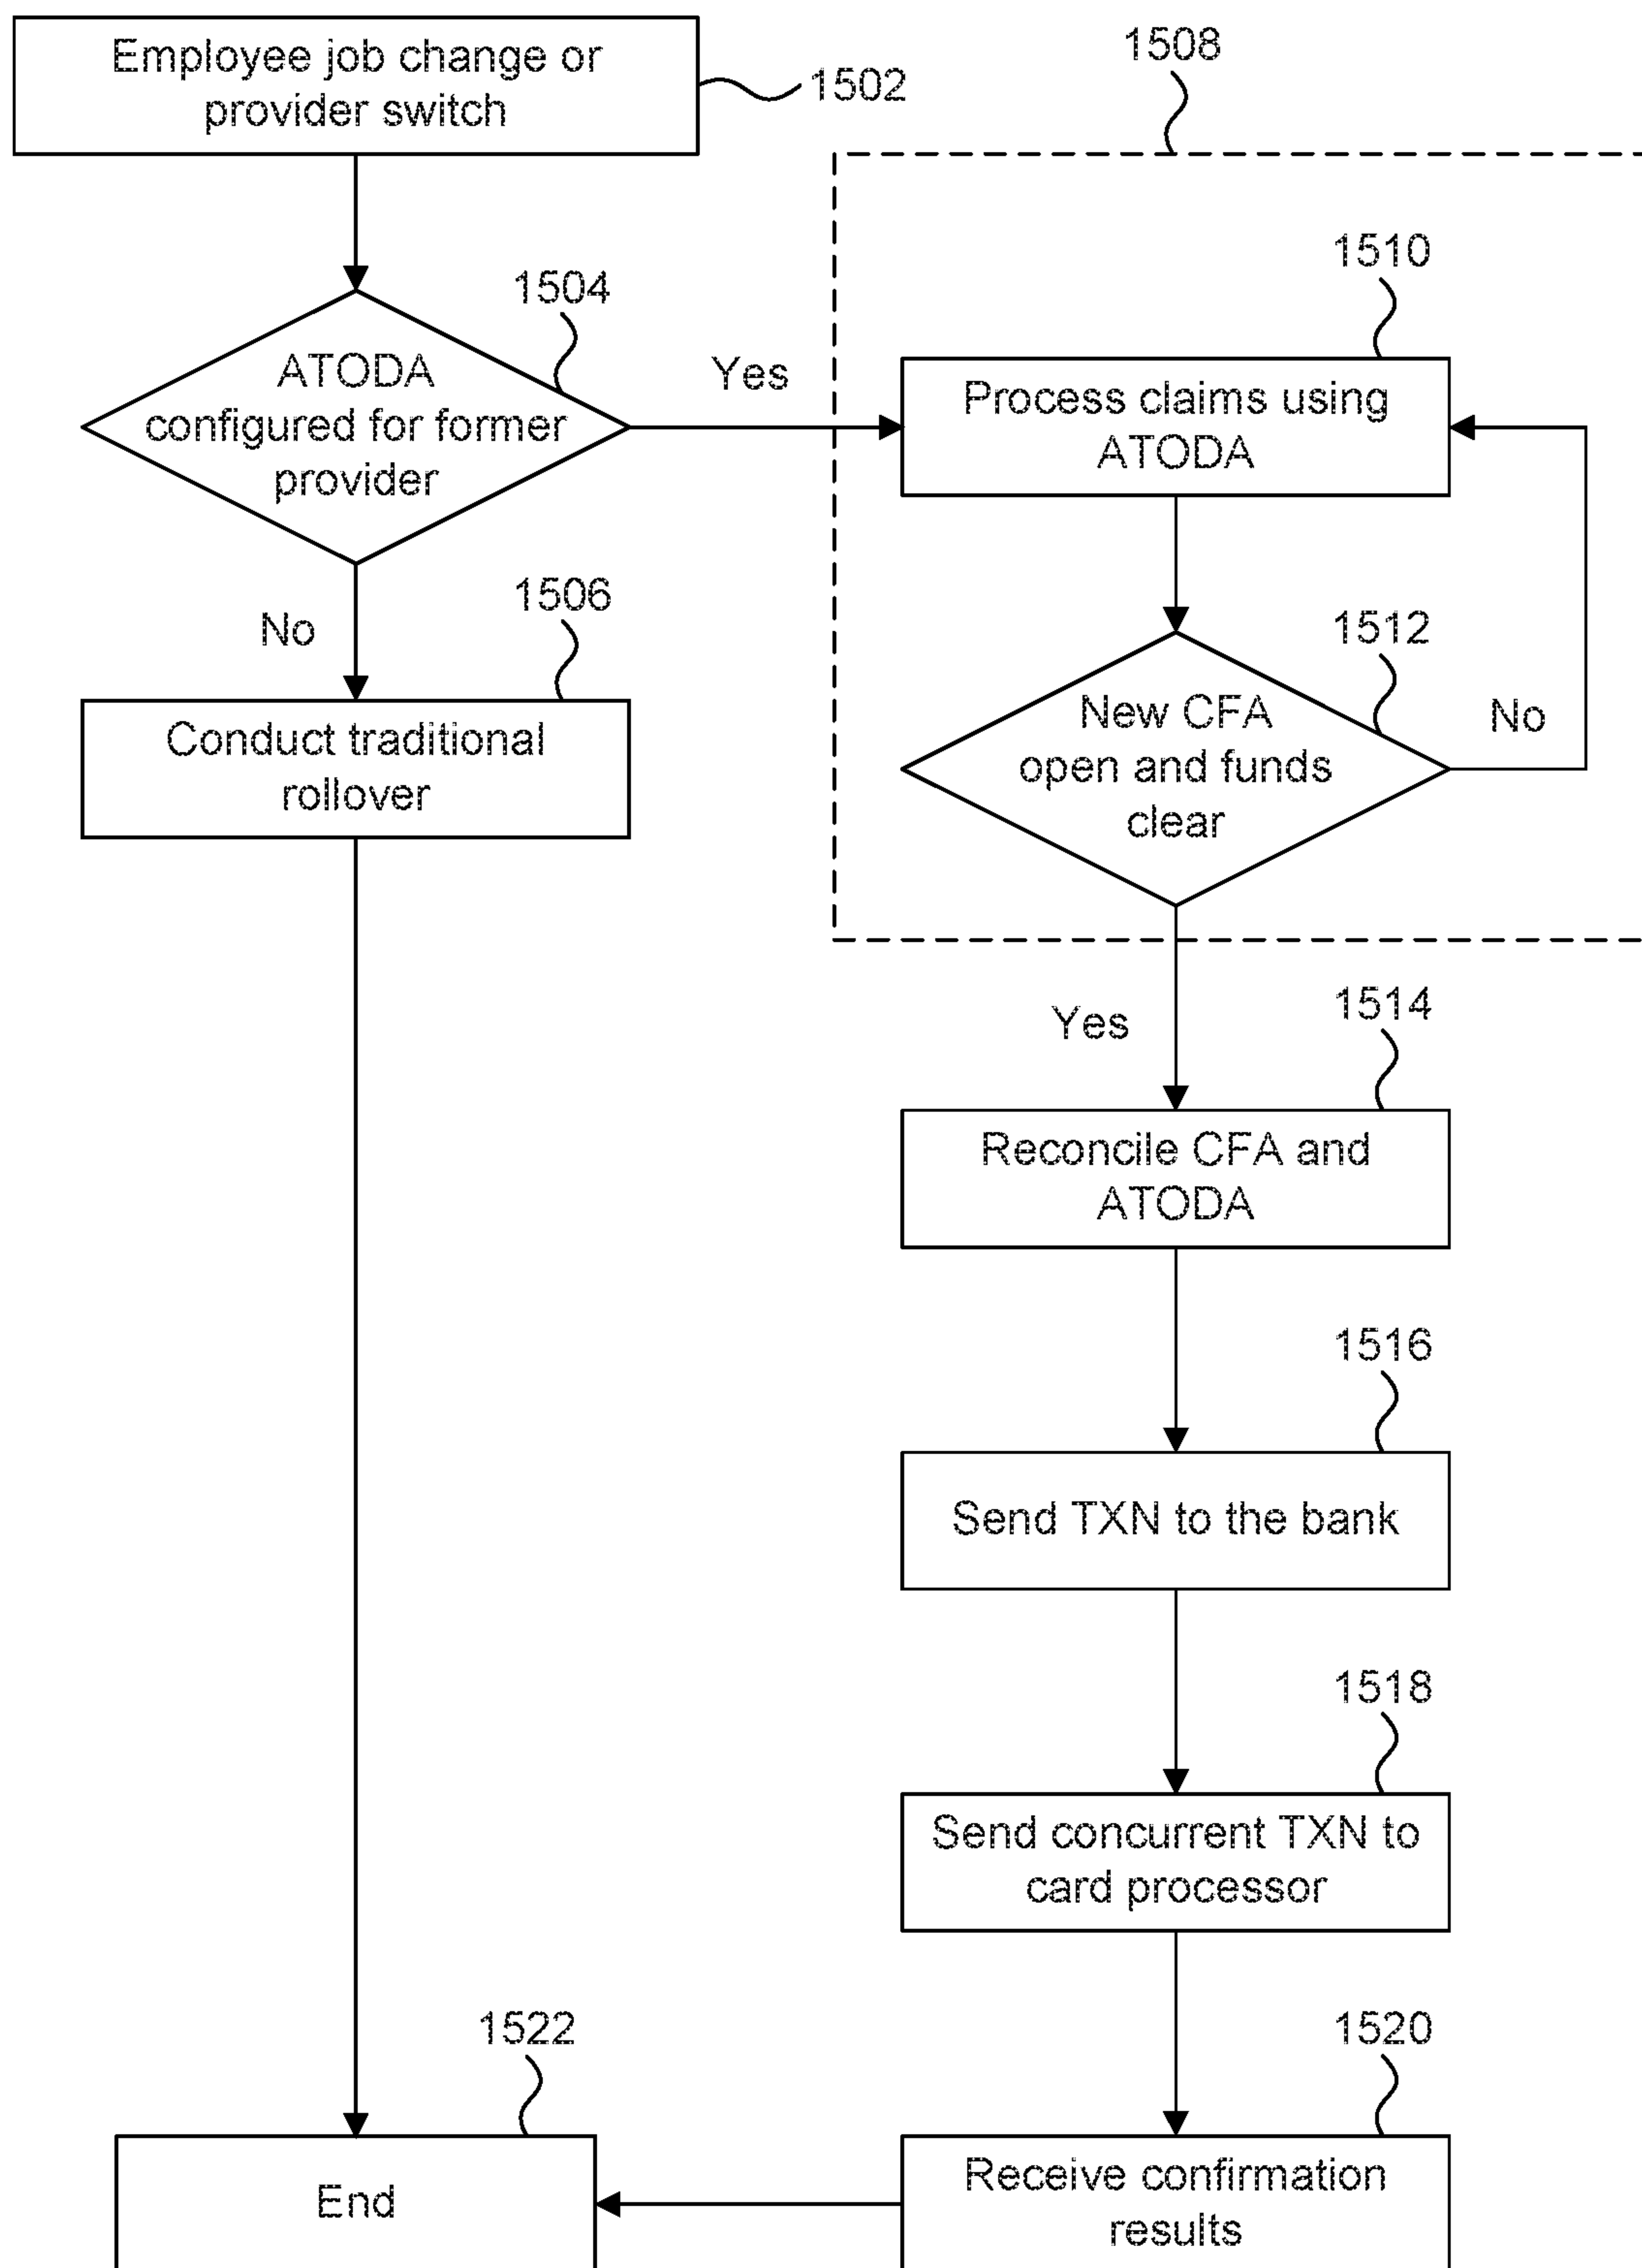 Employee job change or
provider switch
1502
1508
1504
ATODA
configured for former
provider
Yes
1510
Process claims using
ATODA
No
1506
Conduct traditional
rollover
1512
New CFA
open and funds
clear
No
Yes
1514
Reconcile CFA and
ATODA
1516
Send TXN to the bank
1518
Send concurrent TXN to
card processor
1522
End
1520
Receive confirmation
results